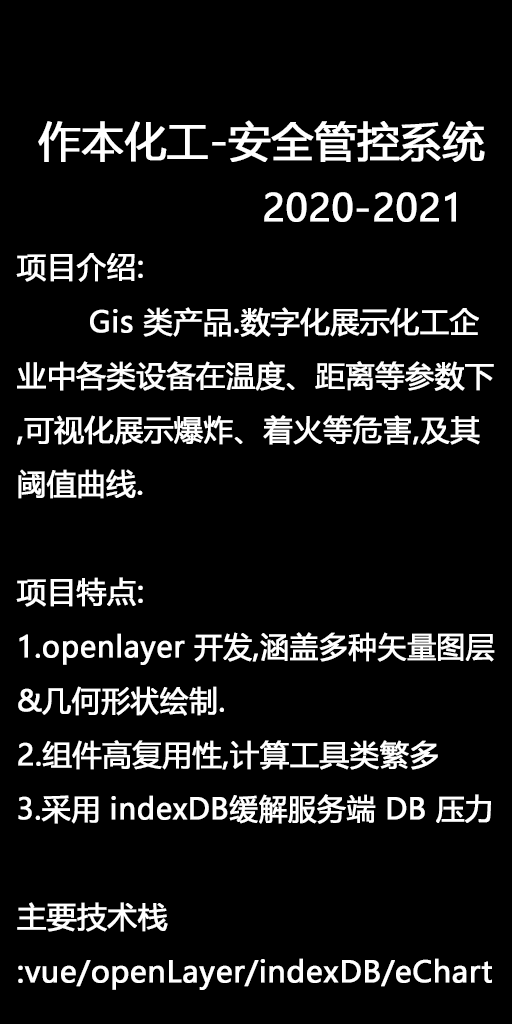 作本化工-安全管控系统
2020-2021
项目介绍:
Gis 类产品.数字化展示化工企
业中各类设备在温度、距离等参数下
,可视化展示爆炸、着火等危害,及其
阈值曲线.
项目特点:
1.openlayer 开发,涵盖多种矢量图层
&几何形状绘制.
2.组件高复用性,计算工具类繁多
3.采用 indexDB缓解服务端 DB 压力
主要技术栈
:vue/openLayer/indexDB/eChart